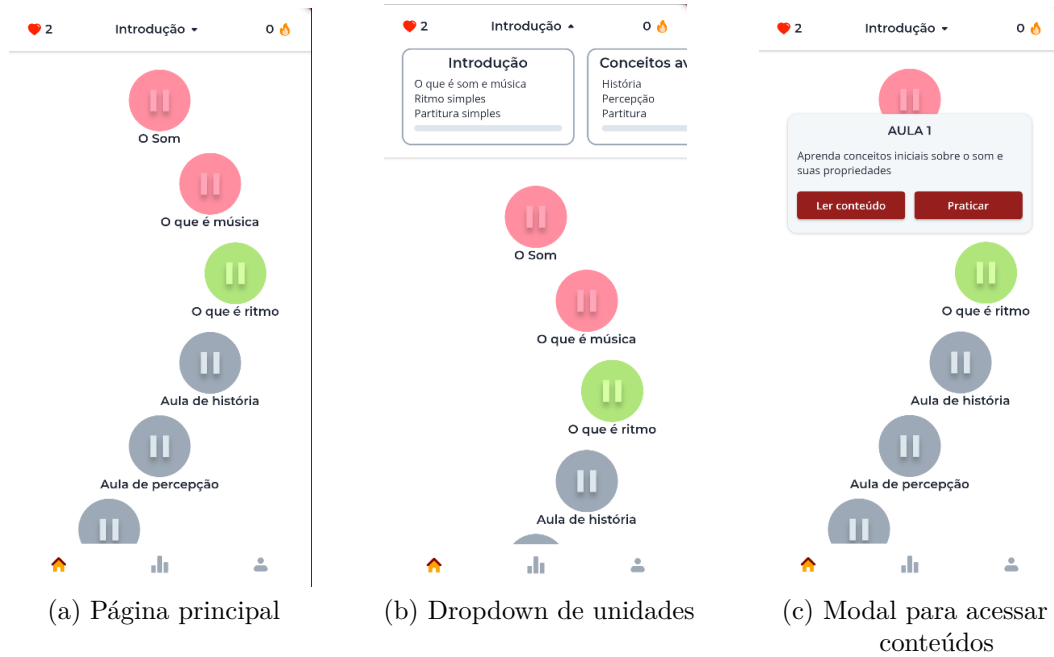 2 Introdução 0
O Som
O que é música
O que é ritmo
Aula de história
Aula de percepção
(a) Página principal
2 Introdução 0
Introdução
O que é som e música
Ritmo simples
Partitura simples
Conceitos av
História
Percepção
Partitura
O Som
O que é música
O que é ritmo
Aula de história
(b) Dropdown de unidades
2 Introdução 0
AULA 1
Aprenda conceitos iniciais sobre o som e
suas propriedades
Ler conteúdo Praticar
O que é ritmo
Aula de história
Aula de percepção
(c) Modal para acessar
conteúdos